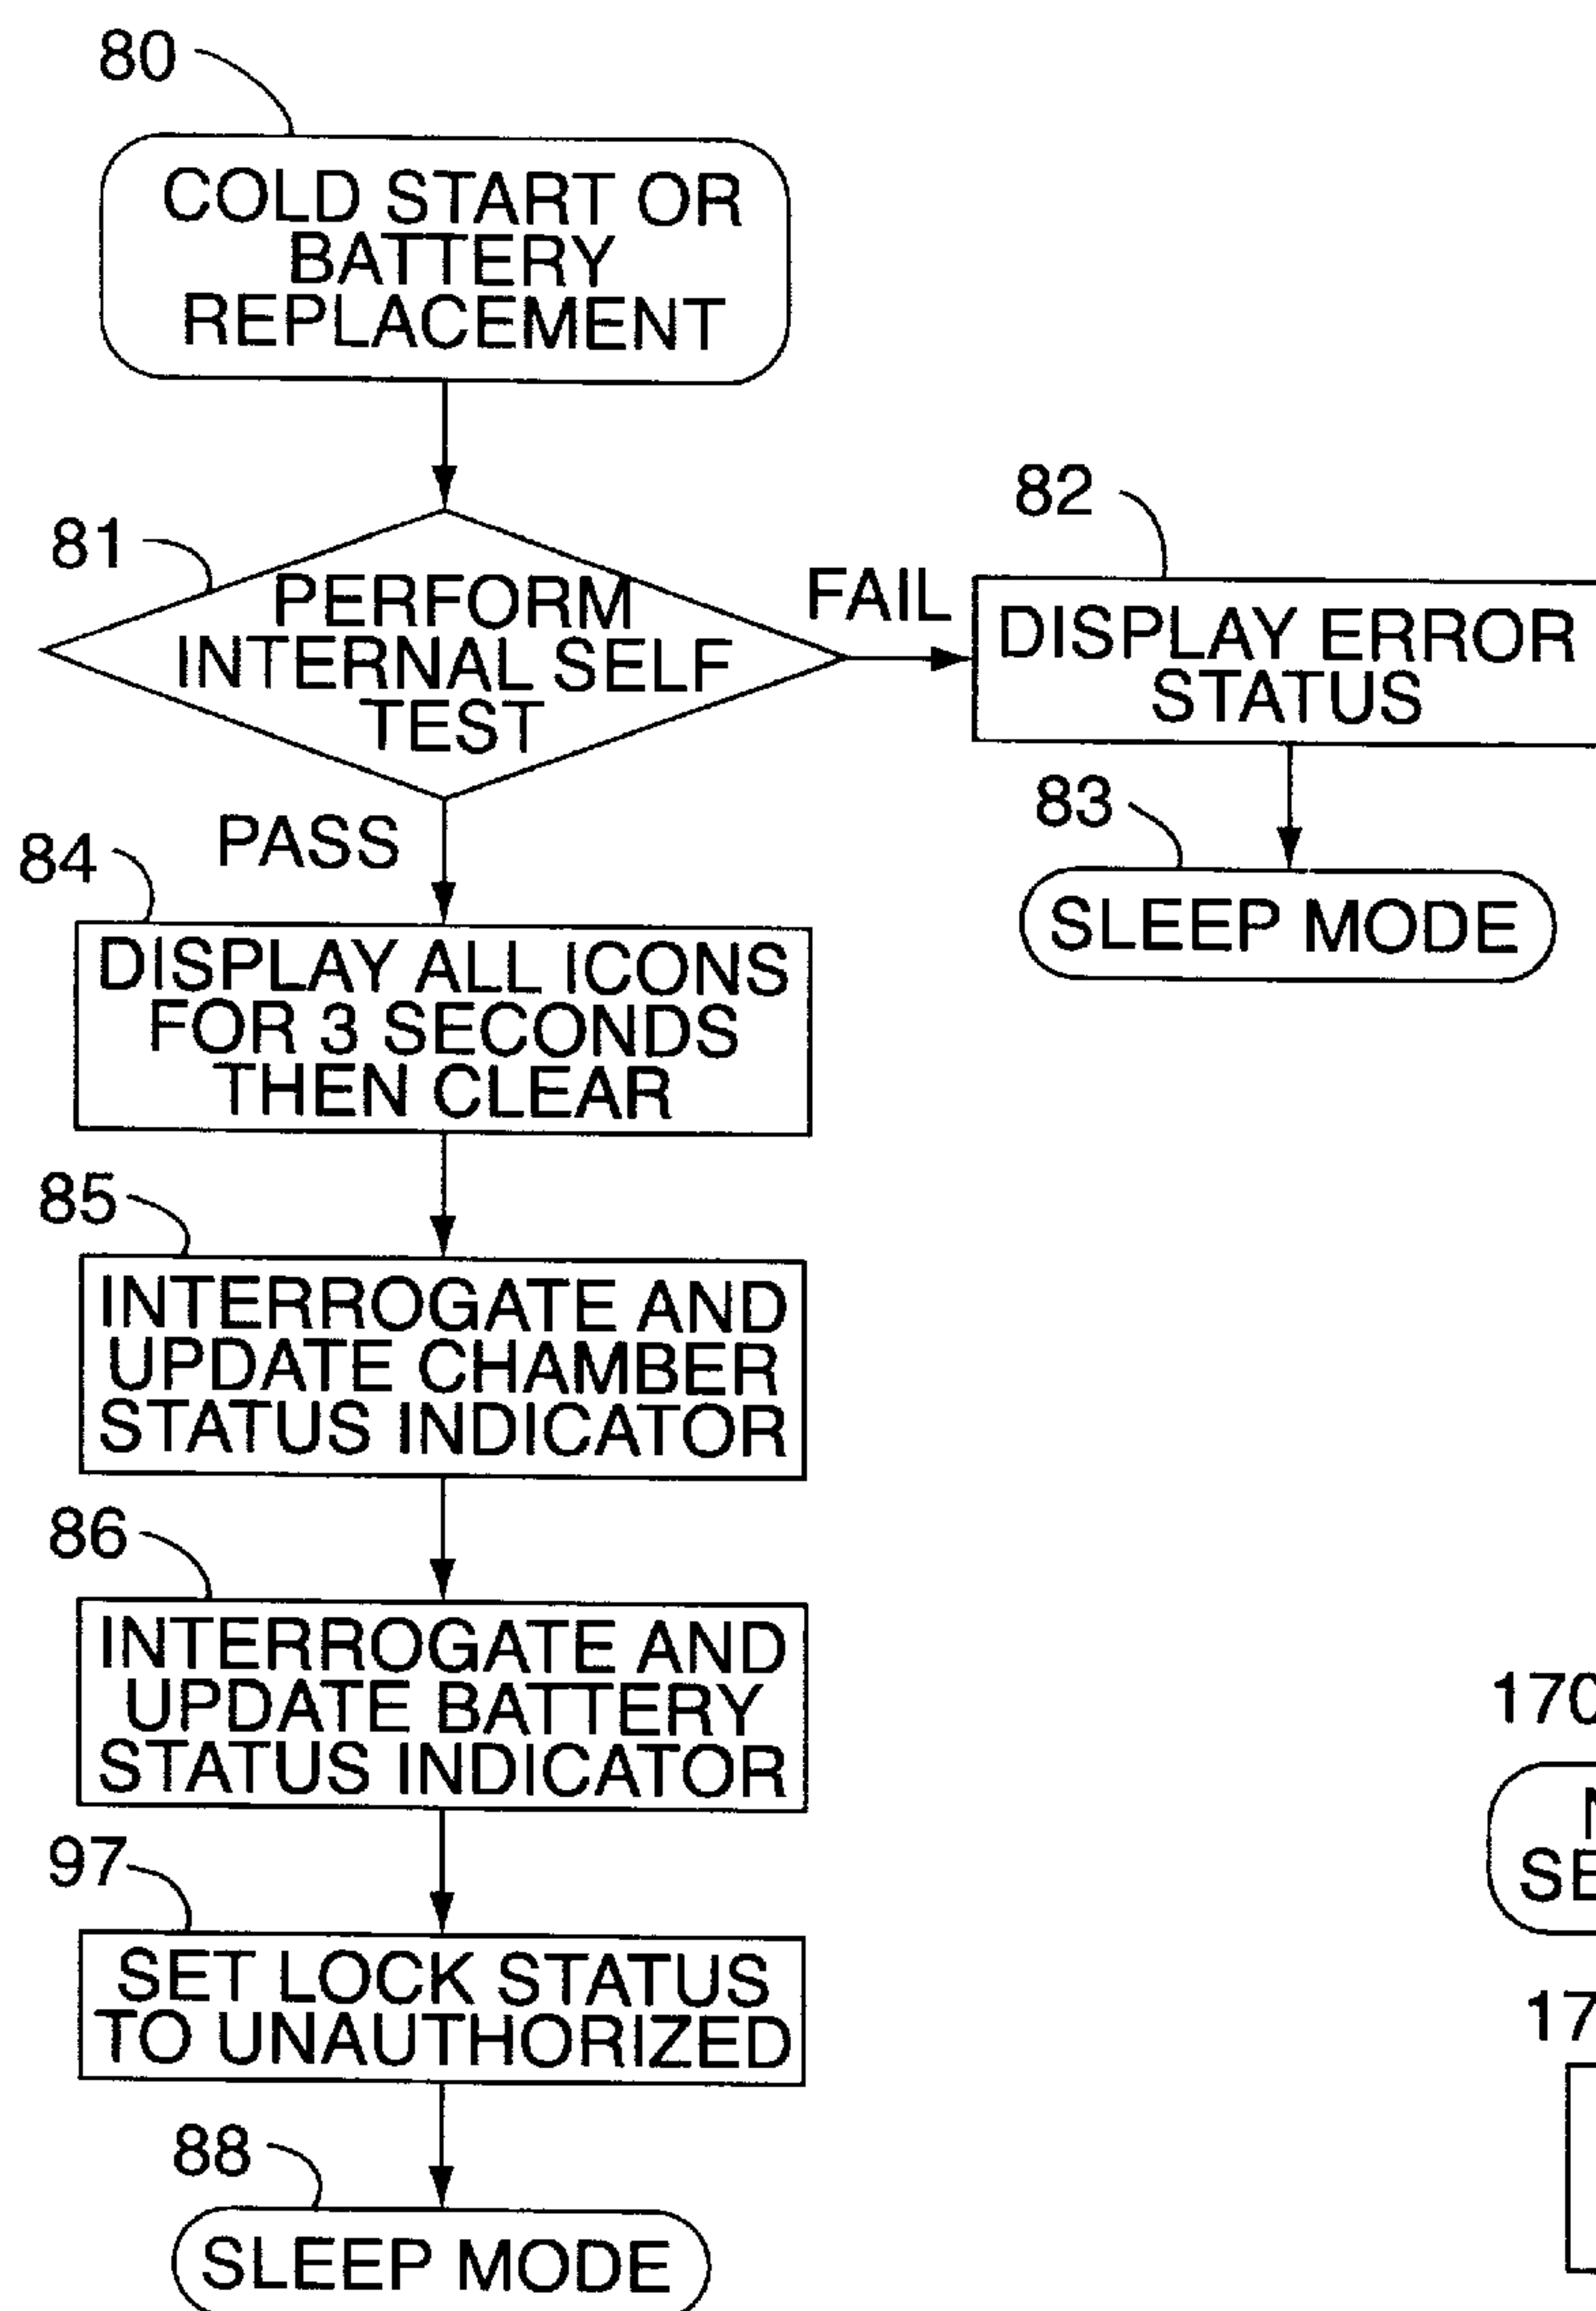 80
COLD START OR
BATTERY
REPLACEMENT
81
PERFORM
INTERNAL SELF
TEST
FAIL
82
DISPLAY ERROR
STATUS
83
SLEEP MODE
PASS
84
DISPLAY ALL ICONS
FOR 3 SECONDS
THEN CLEAR
85
INTERROGATE AND
UPDATE CHAMBER
STATUS INDICATOR
86
INTERROGATE AND
UPDATE BATTERY
STATUS INDICATOR
97
SET LOCK STATUS
TO UNAUTHORIZED
88
SLEEP MODE
170